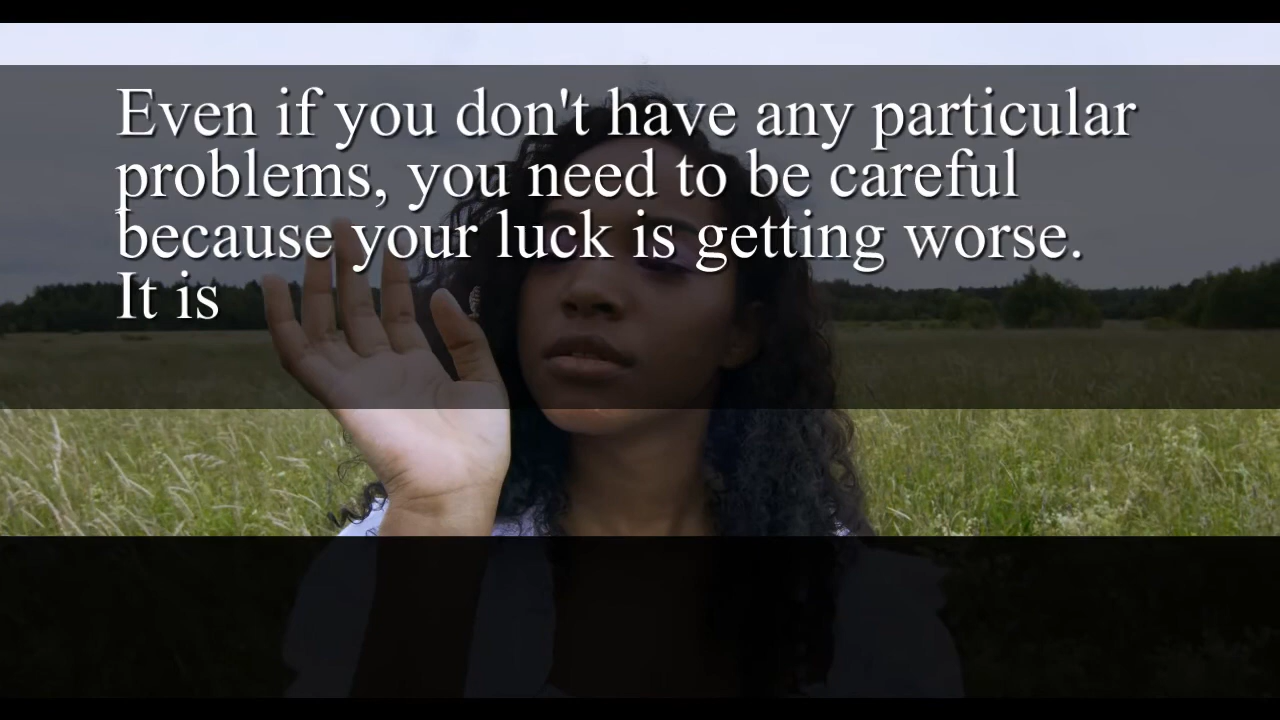 Even if you don't have any particular
problems, you need to be careful
because your luck is getting worse.
It is